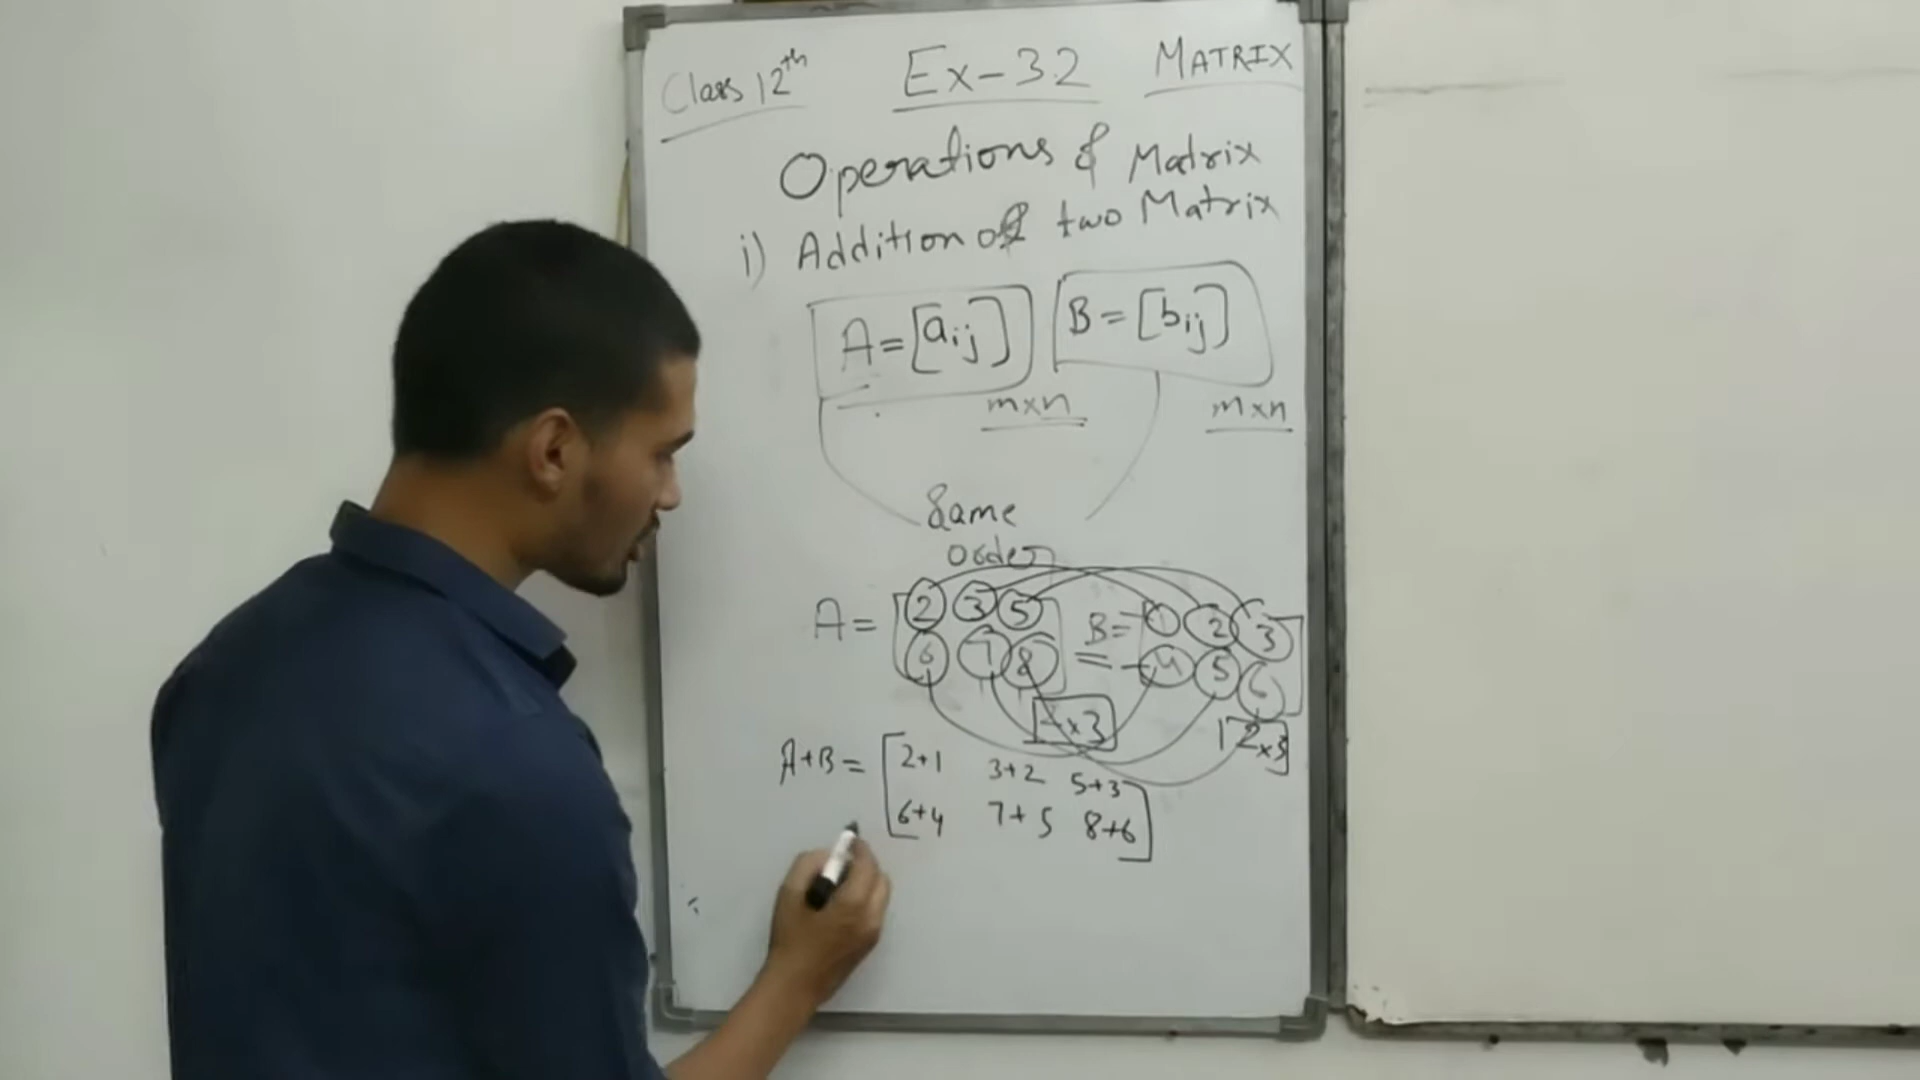 Class 12th Ex-3.2 MATRIX
Operations of Matrix
i) Addition of two Matrix
A = [aij] B = [bij]
m×n m×n
Same
order
A = [2 3 5 B = [1 2 3
6 7 8] 4 5 6]
×3 2×3
A+B = [2+1 3+2 5+3
6+4 7+5 8+6]